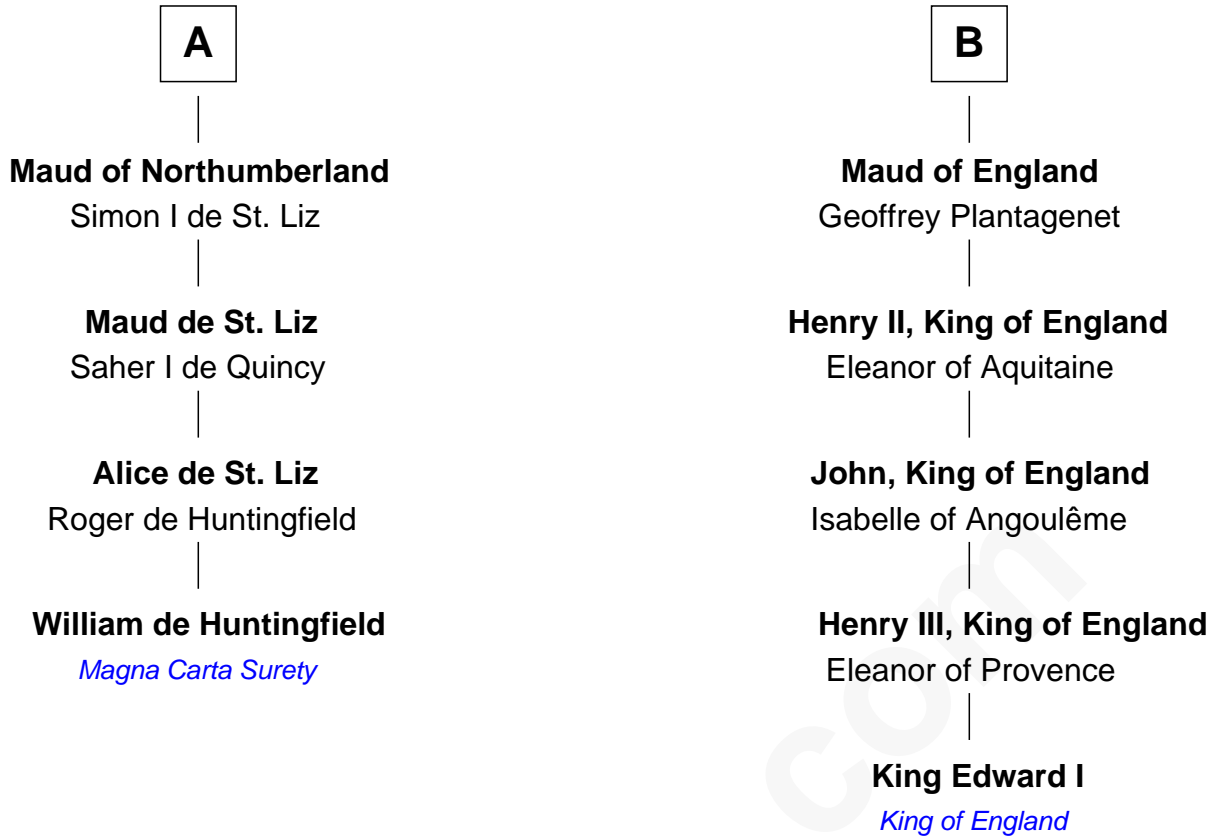 A
Maud of Northumberland
Simon I de St. Liz
Maud de St. Liz
Saher I de Quincy
Alice de St. Liz
Roger de Huntingfield
William de Huntingfield
Magna Carta Surety
B
Maud of England
Geoffrey Plantagenet
Henry II, King of England
Eleanor of Aquitaine
John, King of England
Isabelle of Angoulême
Henry III, King of England
Eleanor of Provence
King Edward I
King of England
com